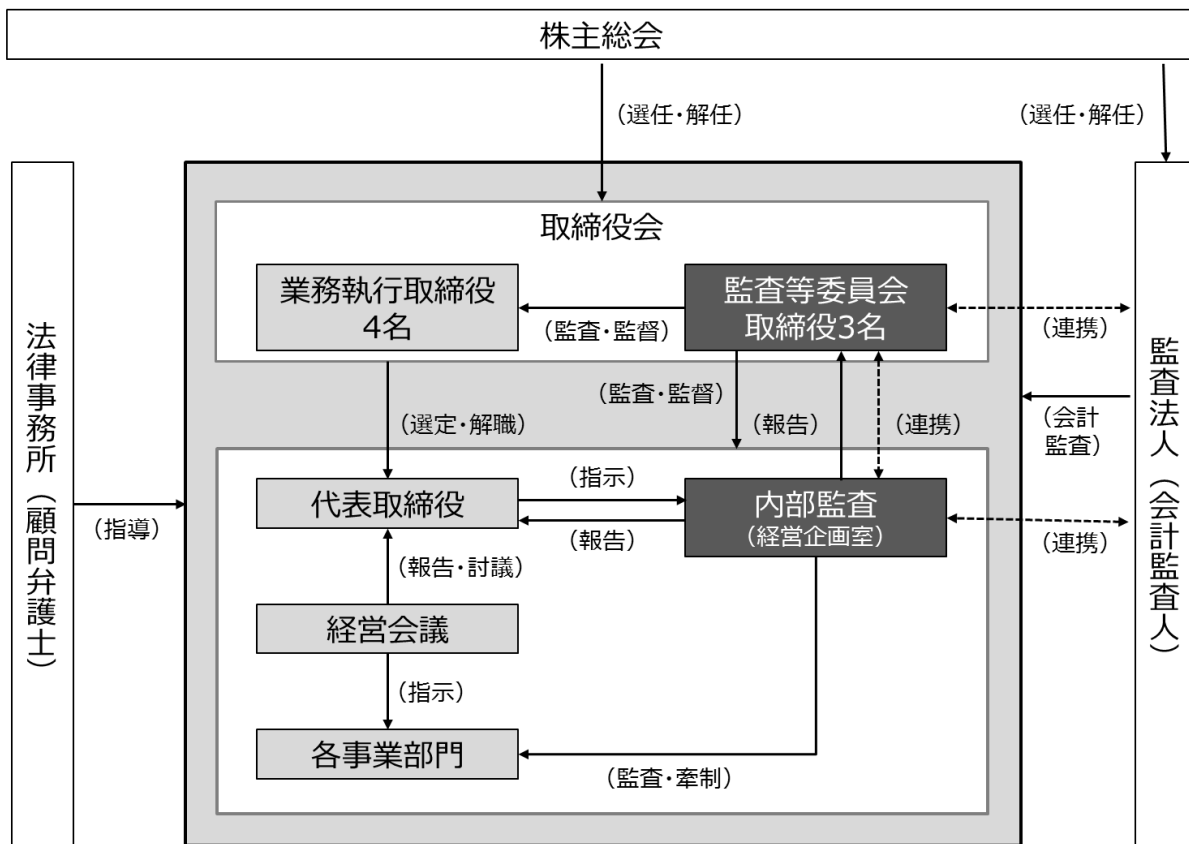 株主総会
（選任・解任）
（選任・解任）
取締役会
業務執行取締役
4名
（監査・監督）
監査等委員会
取締役3名
（連携）
（監査・監督）
（選定・解職）
（報告）
（連携）
（会計
監査）
代表取締役
（指示）
（報告）
内部監査
（経営企画室）
（連携）
（指導）
（報告・討議）
経営会議
（指示）
各事業部門
（監査・牽制）
法律事務所（顧問弁護士）
監査法人（会計監査人）